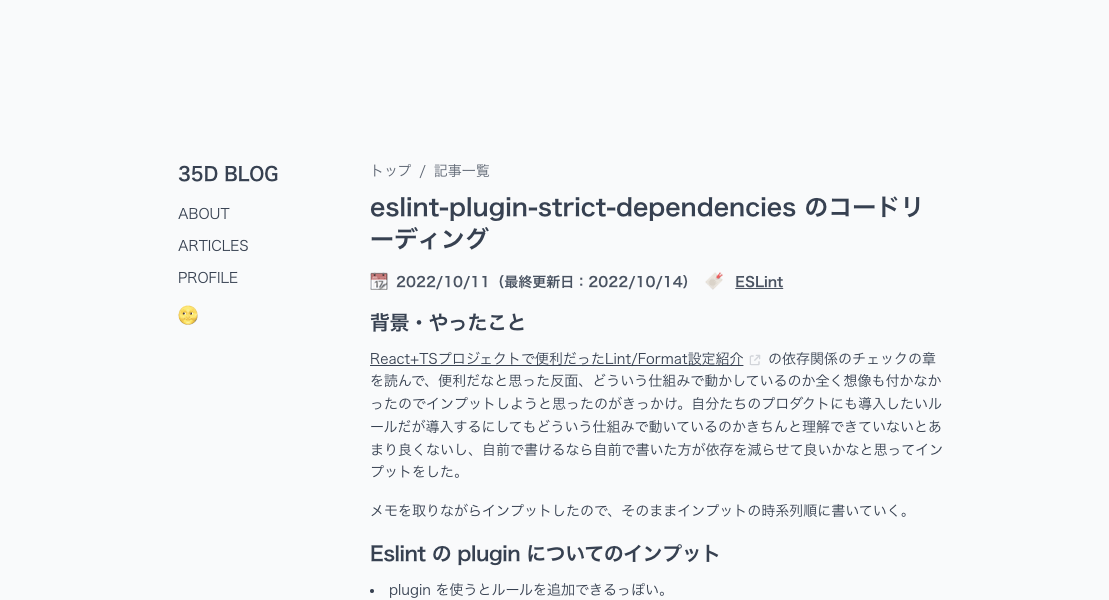 35D BLOG
ABOUT
ARTICLES
PROFILE
トップ / 記事一覧
eslint-plugin-strict-dependencies のコードリ
ーディング
2022/10/11（最終更新日：2022/10/14） ESLint
背景・やったこと
React+TSプロジェクトで便利だったLint/Format設定紹介 の依存関係のチェックの章
を読んで、便利だなと思った反面、どういう仕組みで動かしているのか全く想像も付かなか
ったのでインプットしようと思ったのがきっかけ。自分たちのプロダクトにも導入したいル
ールだが導入するにしてもどういう仕組みで動いているのかきちんと理解できていないとあ
まり良くないし、自前で書けるなら自前で書いた方が依存を減らせて良いかなと思ってイン
プットをした。
メモを取りながらインプットしたので、そのままインプットの時系列順に書いていく。
Eslint の plugin についてのインプット
• plugin を使うとルールを追加できるっぽい。